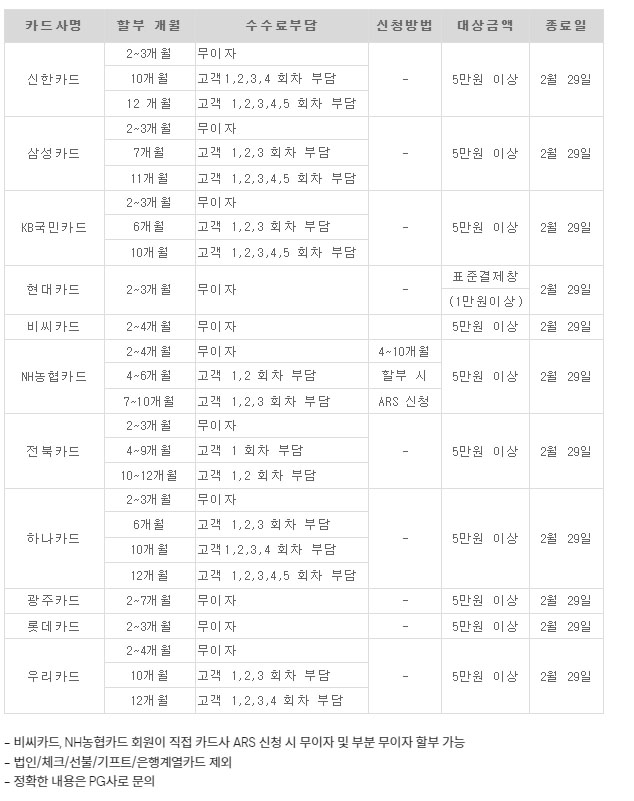 카드사명 할부 개월 수수료부담 신청방법 대상금액 종료일
2~3개월 무이자
신한카드 10개월 고객1,2,3,4 회차 부담 - 5만원 이상 2월 29일
12 개월 고객 1,2,3,4,5 회차 부담
2~3개월 무이자
삼성카드 7개월 고객 1,2,3 회차 부담 - 5만원 이상 2월 29일
11개월 고객 1,2,3,4,5 회차 부담
2~3개월 무이자
KB국민카드 6개월 고객 1,2,3 회차 부담 - 5만원 이상 2월 29일
10개월 고객 1,2,3,4,5 회차 부담
표준결제창
현대카드 2~3개월 무이자 - 2월 29일
(1만원이상)
비씨카드 2~4개월 무이자 5만원 이상 2월 29일
2~4개월 무이자 4~10개월
NH농협카드 4~6개월 고객 1,2 회차 부담 할부 시 5만원 이상 2월 29일
7~10개월 고객 1,2,3 회차 부담 ARS 신청
2~3개월 무이자
전북카드 4~9개월 고객 1 회차 부담 - 5만원 이상 2월 29일
10~12개월 고객 1,2 회차 부담
2~3개월 무이자
6개월 고객 1,2,3 회차 부담
하나카드 - 5만원 이상 2월 29일
10개월 고객1,2,3,4 회차 부담
12개월 고객 1,2,3,4,5 회차 부담
광주카드 2~7개월 무이자 - 5만원 이상 2월 29일
롯데카드 2~3개월 무이자 - 5만원 이상 2월 29일
2~4개월 무이자
우리카드 10개월 고객 1,2,3 회차 부담 - 5만원 이상 2월 29일
12개월 고객 1,2,3,4 회차 부담
- 비씨카드, NH농협카드 회원이 직접 카드사 ARS 신청 시 무이자 및 부분 무이자 할부 가능
- 법인/체크/선불/기프트/은행계열카드 제외
- 정확한 내용은 PG사로 문의